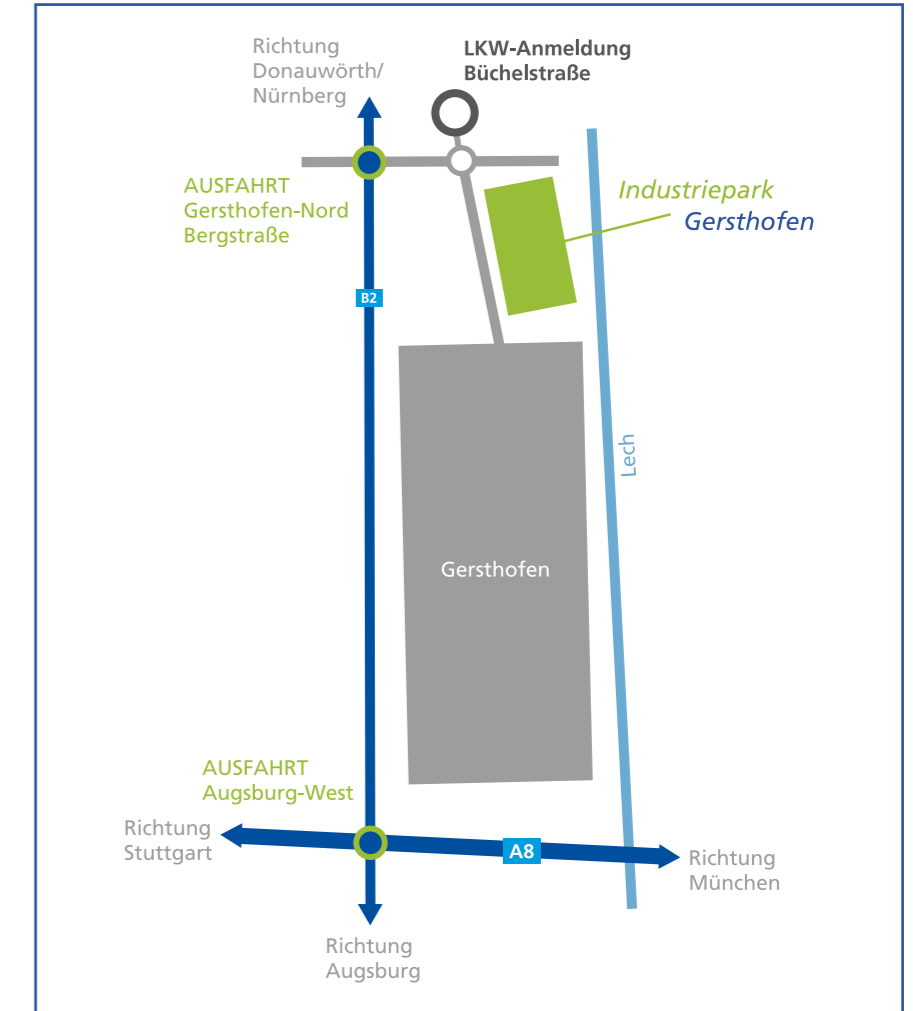 Richtung
Donauwörth/
Nürnberg
LKW-Anmeldung
Büchelstraße
AUSFAHRT
Gersthofen-Nord
Bergstraße
Industriepark
Gersthofen
B2
Lech
Gersthofen
AUSFAHRT
Augsburg-West
Richtung
Stuttgart
A8
Richtung
München
Richtung
Augsburg